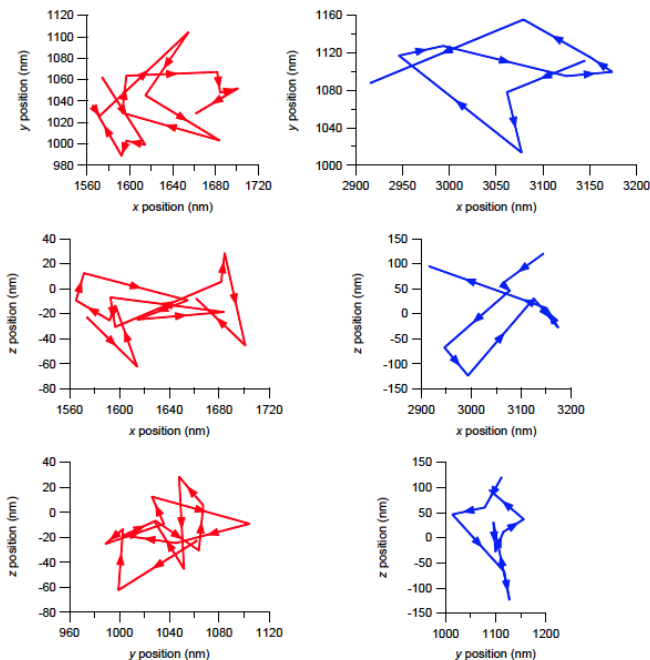 1120
1100
1080
1060
1040
1020
1000
980
y position (nm)
1560 1600 1640 1680 1720
x position (nm)
1160
1120
1080
1040
1000
y position (nm)
2900 2950 3000 3050 3100 3150 3200
x position (nm)
40
20
0
-20
-40
-60
-80
z position (nm)
1560 1600 1640 1680 1720
x position (nm)
150
100
50
0
-50
-100
-150
z position (nm)
2900 3000 3100 3200
x position (nm)
40
20
0
-20
-40
-60
-80
z position (nm)
960 1000 1040 1080 1120
y position (nm)
150
100
50
0
-50
-100
-150
z position (nm)
1000 1100 1200
y position (nm)